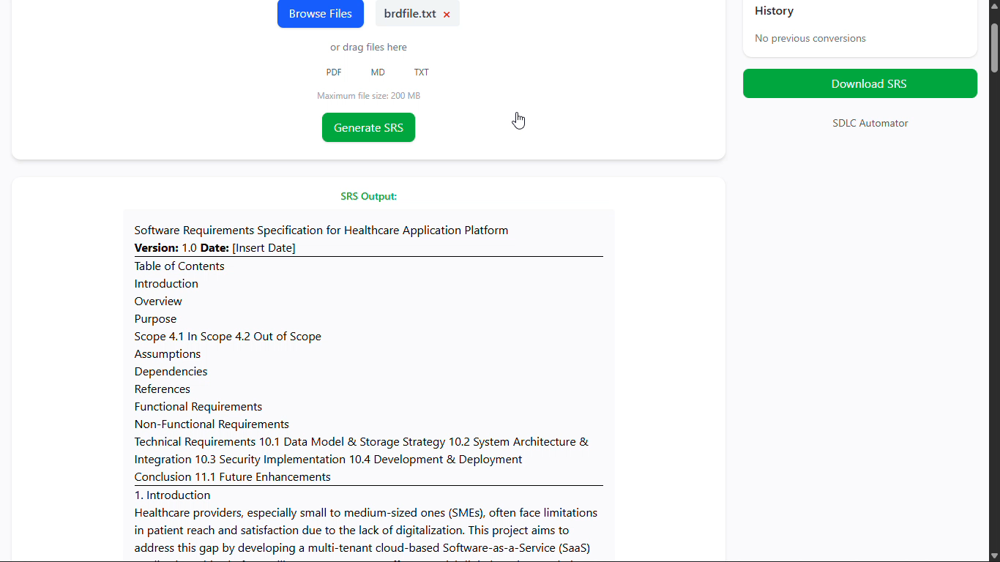 Browse Files
brdfile.txt ×
or drag files here
PDF MD TXT
Maximum file size: 200 MB
Generate SRS
History
No previous conversions
Download SRS
SDLC Automator
SRS Output:
Software Requirements Specification for Healthcare Application Platform
Version: 1.0 Date: [Insert Date]
Table of Contents
Introduction
Overview
Purpose
Scope 4.1 In Scope 4.2 Out of Scope
Assumptions
Dependencies
References
Functional Requirements
Non-Functional Requirements
Technical Requirements 10.1 Data Model & Storage Strategy 10.2 System Architecture &
Integration 10.3 Security Implementation 10.4 Development & Deployment
Conclusion 11.1 Future Enhancements
1. Introduction
Healthcare providers, especially small to medium-sized ones (SMEs), often face limitations
in patient reach and satisfaction due to the lack of digitalization. This project aims to
address this gap by developing a multi-tenant cloud-based Software-as-a-Service (SaaS)